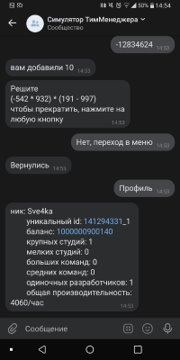 54% 14:54
Симулятор ТимМенеджера
Сообщество
-12834624
14:53
вам добавили 10
14:53
Решите
(-542 * 932) * (191 - 997)
чтобы прекратить, нажмите на
любую кнопку
14:53
Нет, переход в меню
14:53
Вернулись
14:53
Профиль
14:53
ник: Sve4ka
уникальный id: 141294331_1
баланс: 1000000900140
крупных студий: 1
мелких студий: 0
больших команд: 0
средних команд: 0
одиночных разработчиков: 1
общая производительность:
4060/час
14:53
Сообщение